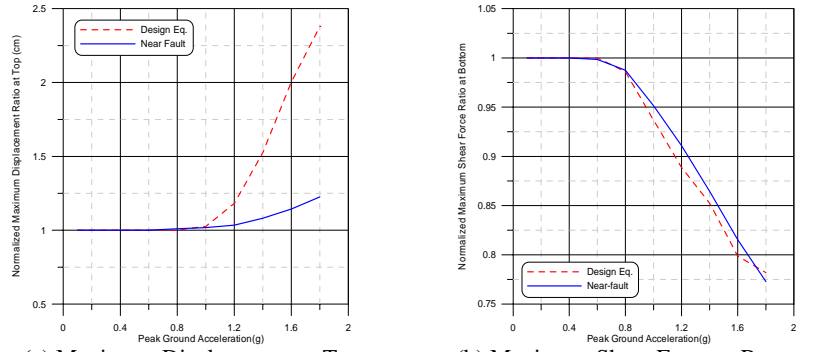 2.5
2
1.5
1
0.5
Normalized Maximum Displacement Ratio at Top (cm)
Design Eq.
Near Fault
0 0.4 0.8 1.2 1.6 2
Peak Ground Acceleration(g)
1.05
1
0.95
0.9
0.85
0.8
0.75
Normalized Maximum Shear Force Ratio at Bottom
Design Eq.
Near-fault
0 0.4 0.8 1.2 1.6 2
Peak Ground Acceleration(g)